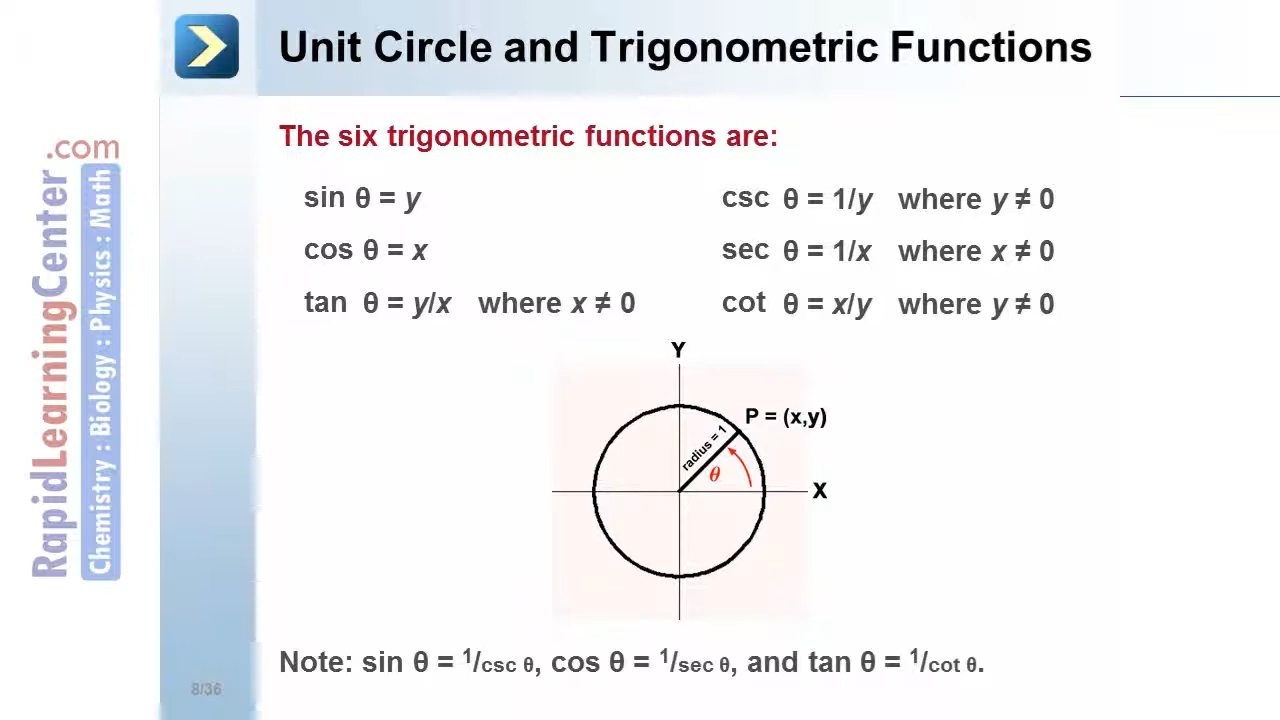 Unit Circle and Trigonometric Functions
The six trigonometric functions are:
sin θ = y
csc θ = 1/y where y ≠ 0
cos θ = x
sec θ = 1/x where x ≠ 0
tan θ = y/x where x ≠ 0
cot θ = x/y where y ≠ 0
Y
P = (x,y)
radius = 1
θ
X
Note: sin θ = 1/csc θ, cos θ = 1/sec θ, and tan θ = 1/cot θ.
8/36
RapidLearningCenter.com
Chemistry : Biology : Physics : Math